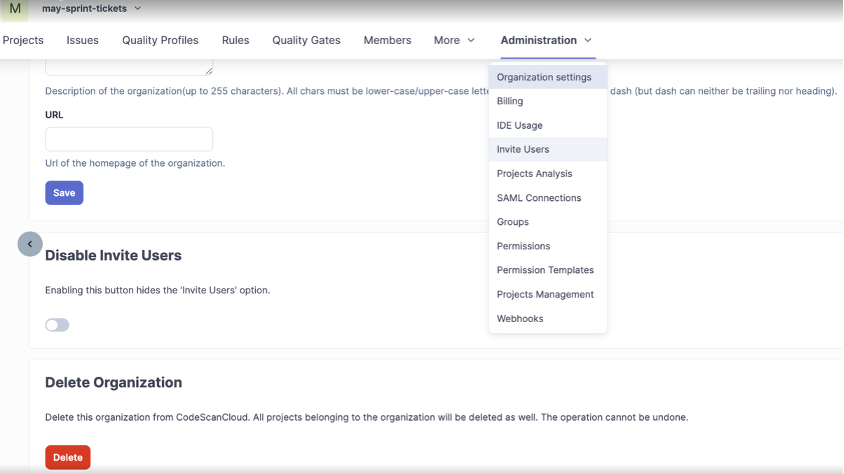 M
may-sprint-tickets
Projects Issues Quality Profiles Rules Quality Gates Members More Administration
Organization settings
Billing
IDE Usage
Invite Users
Projects Analysis
SAML Connections
Groups
Permissions
Permission Templates
Projects Management
Webhooks
Description of the organization(up to 255 characters). All chars must be lower-case/upper-case lette dash (but dash can neither be trailing nor heading).
URL
Url of the homepage of the organization.
Save
Disable Invite Users
Enabling this button hides the 'Invite Users' option.
Delete Organization
Delete this organization from CodeScanCloud. All projects belonging to the organization will be deleted as well. The operation cannot be undone.
Delete